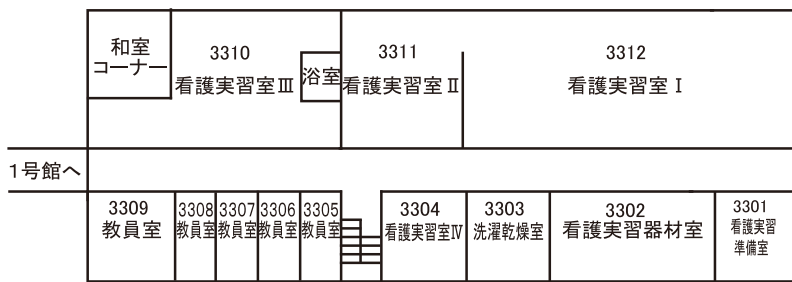 和室
コーナー
3310
看護実習室Ⅲ
浴室
3311
看護実習室Ⅱ
3312
看護実習室Ⅰ
1号館へ
3309
教員室
3308
教員室
3307
教員室
3306
教員室
3305
教員室
3304
看護実習室Ⅳ
3303
洗濯乾燥室
3302
看護実習器材室
3301
看護実習
準備室